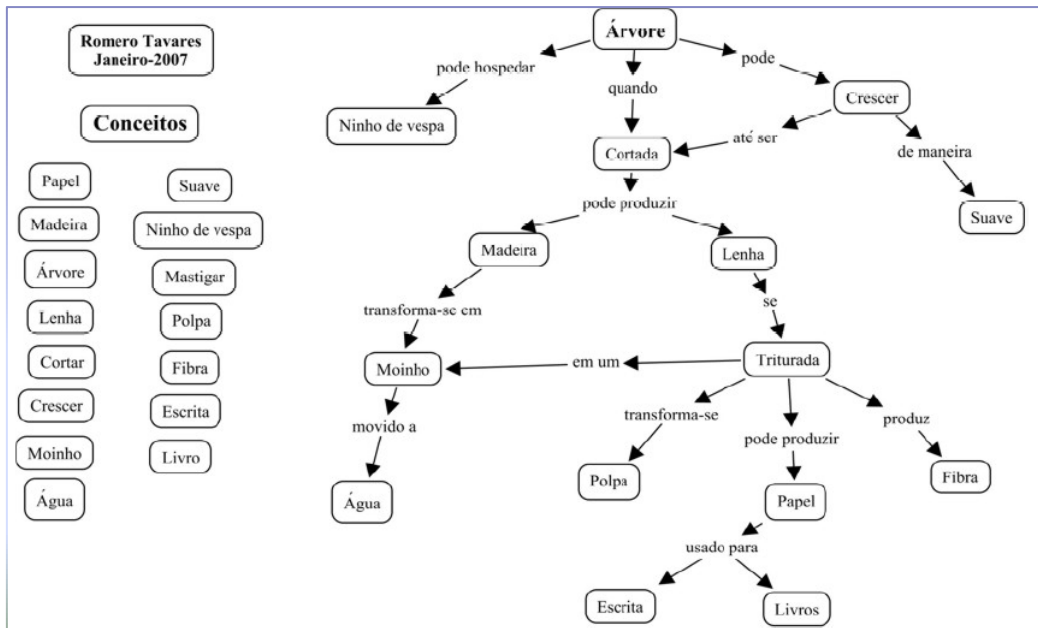 Romero Tavares
Janeiro-2007
Conceitos
Papel
Madeira
Árvore
Lenha
Cortar
Crescer
Moinho
Água
Suave
Ninho de vespa
Mastigar
Polpa
Fibra
Escrita
Livro
Árvore
pode hospedar
quando
pode
Ninho de vespa
Crescer
Cortada
até ser
de maneira
Suave
pode produzir
Madeira
Lenha
transforma-se em
se
Moinho
em um
Triturada
movido a
transforma-se
pode produzir
produz
Água
Polpa
Papel
Fibra
usado para
Escrita
Livros